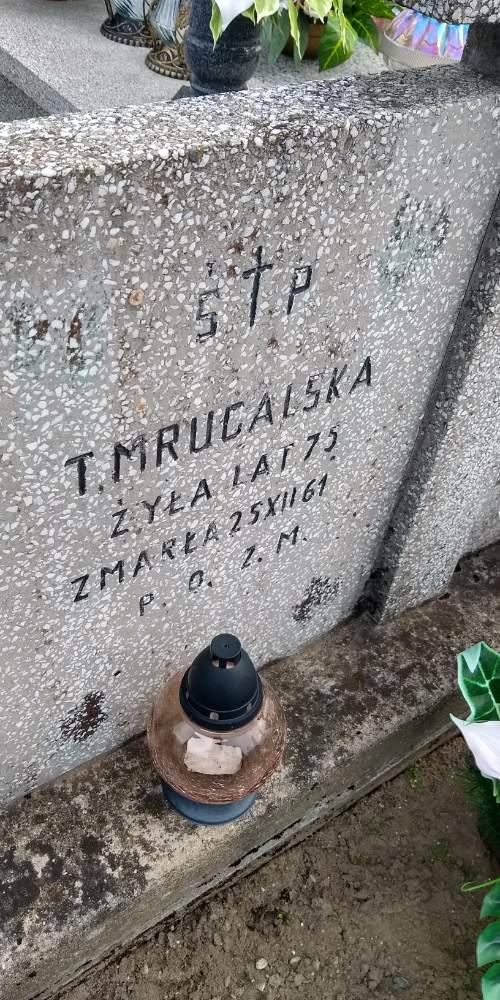 Ś † P
T. MRUGALSKA
ŻYŁA LAT 75
ZMARŁA 25 XII 61
P. O. Z. M.